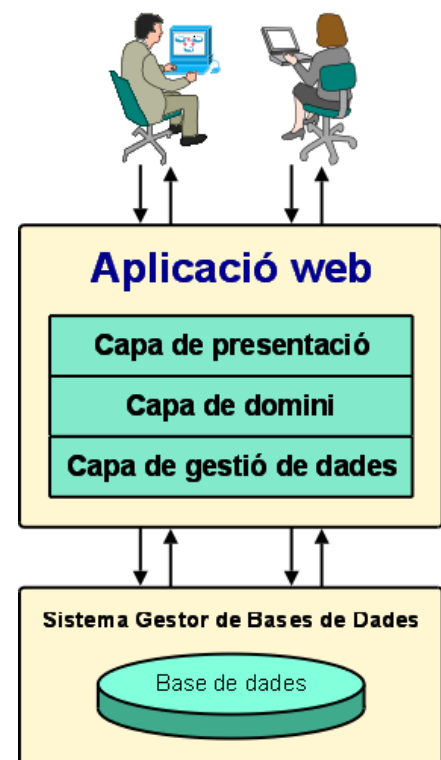 Aplicació web
Capa de presentació
Capa de domini
Capa de gestió de dades
Sistema Gestor de Bases de Dades
Base de dades